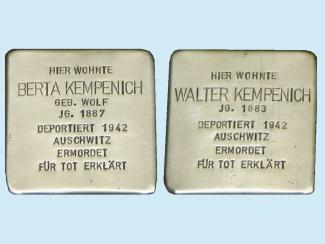 HIER WOHNTE
BERTA KEMPENICH
GEB. WOLF
JG. 1887
DEPORTIERT 1942
AUSCHWITZ
ERMORDET
FÜR TOT ERKLÄRT
HIER WOHNTE
WALTER KEMPENICH
JG. 1883
DEPORTIERT 1942
AUSCHWITZ
ERMORDET
FÜR TOT ERKLÄRT